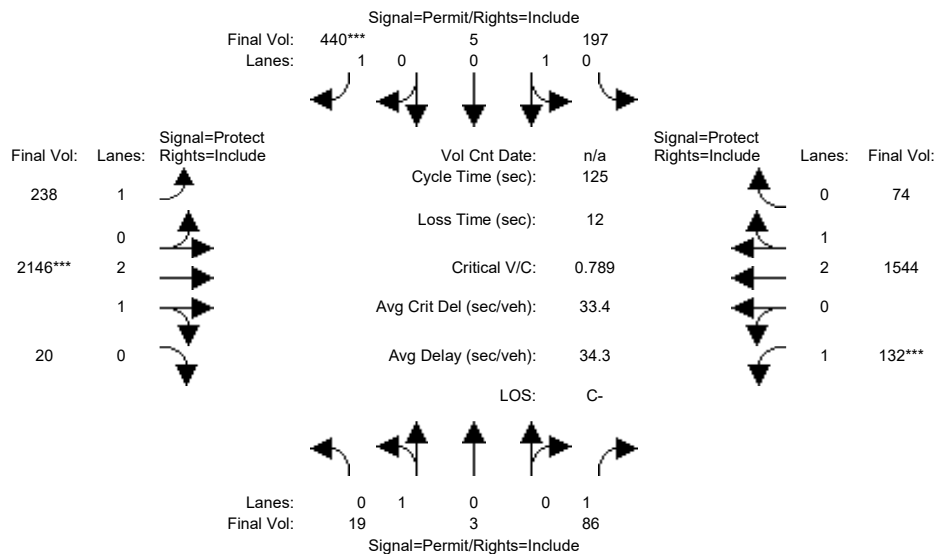 Signal=Permit/Rights=Include
Final Vol: 440*** 5 197
Lanes: 1 0 0 1 0
Signal=Protect
Final Vol: Lanes: Rights=Include
Vol Cnt Date: n/a
Signal=Protect
Rights=Include Lanes: Final Vol:
Cycle Time (sec): 125
238 1
0 74
Loss Time (sec): 12
0
1
2146*** 2
Critical V/C: 0.789
2 1544
1
Avg Crit Del (sec/veh): 33.4
0
20 0
Avg Delay (sec/veh): 34.3
1 132***
LOS: C-
Lanes: 0 1 0 0 1
Final Vol: 19 3 86
Signal=Permit/Rights=Include